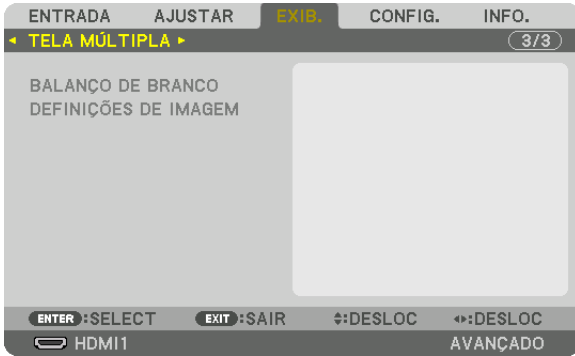 ENTRADA AJUSTAR EXIB. CONFIG. INFO.
TELA MÚLTIPLA 3/3
BALANÇO DE BRANCO
DEFINIÇÕES DE IMAGEM
ENTER :SELECT EXIT :SAIR :DESLOC :DESLOC
HDMI1 AVANÇADO